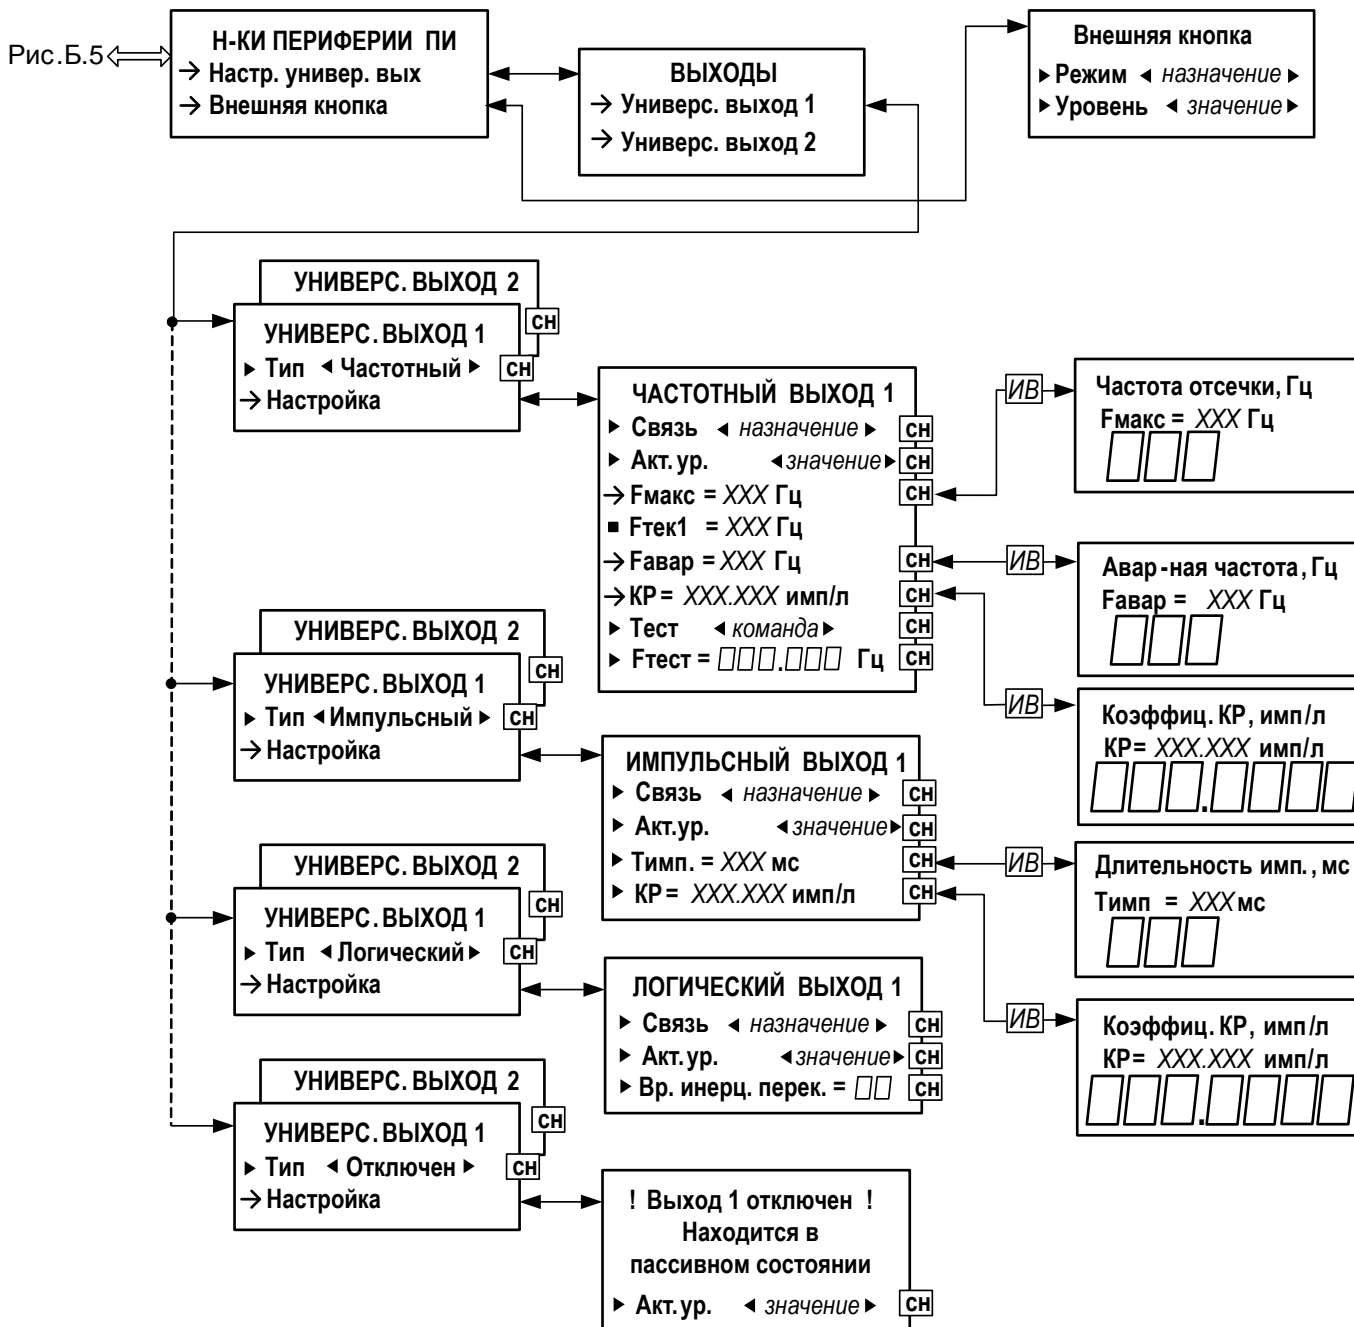 Рис.Б.5
Н-КИ ПЕРИФЕРИИ ПИ
→ Настр. универ. вых
→ Внешняя кнопка
ВЫХОДЫ
→ Универс. выход 1
→ Универс. выход 2
Внешняя кнопка
▶ Режим ◀ назначение ▶
▶ Уровень ◀ значение ▶
УНИВЕРС. ВЫХОД 2
СН
УНИВЕРС. ВЫХОД 1
▶ Тип ◀ Частотный ▶ СН
→ Настройка
ЧАСТОТНЫЙ ВЫХОД 1
▶ Связь ◀ назначение ▶ СН
▶ Акт. ур. ◀ значение ▶ СН
→ Fмакс = XXX Гц СН
■ Fтек1 = XXX Гц
→ Fавар = XXX Гц СН
→ КР = XXX.XXX имп/л СН
▶ Тест ◀ команда ▶ СН
▶ Fтест = □□□.□□□ Гц СН
ИВ
Частота отсечки, Гц
Fмакс = XXX Гц
ИВ
Авар-ная частота, Гц
Fавар = XXX Гц
ИВ
Коэффиц. КР, имп/л
КР= XXX.XXX имп/л
УНИВЕРС. ВЫХОД 2
СН
УНИВЕРС. ВЫХОД 1
▶ Тип ◀ Импульсный ▶ СН
→ Настройка
ИМПУЛЬСНЫЙ ВЫХОД 1
▶ Связь ◀ назначение ▶ СН
▶ Акт.ур. ◀ значение ▶ СН
▶ Тимп. = XXX мс СН
▶ КР= XXX.XXX имп/л СН
ИВ
Длительность имп., мс
Тимп = XXX мс
ИВ
Коэффиц. КР, имп/л
КР= XXX.XXX имп/л
УНИВЕРС. ВЫХОД 2
СН
УНИВЕРС. ВЫХОД 1
▶ Тип ◀ Логический ▶ СН
→ Настройка
ЛОГИЧЕСКИЙ ВЫХОД 1
▶ Связь ◀ назначение ▶ СН
▶ Акт.ур. ◀ значение ▶ СН
▶ Вр. инерц. перек. = □□ СН
УНИВЕРС. ВЫХОД 2
СН
УНИВЕРС. ВЫХОД 1
▶ Тип ◀ Отключен ▶ СН
→ Настройка
! Выход 1 отключен !
Находится в
пассивном состоянии
▶ Акт.ур. ◀ значение ▶ СН